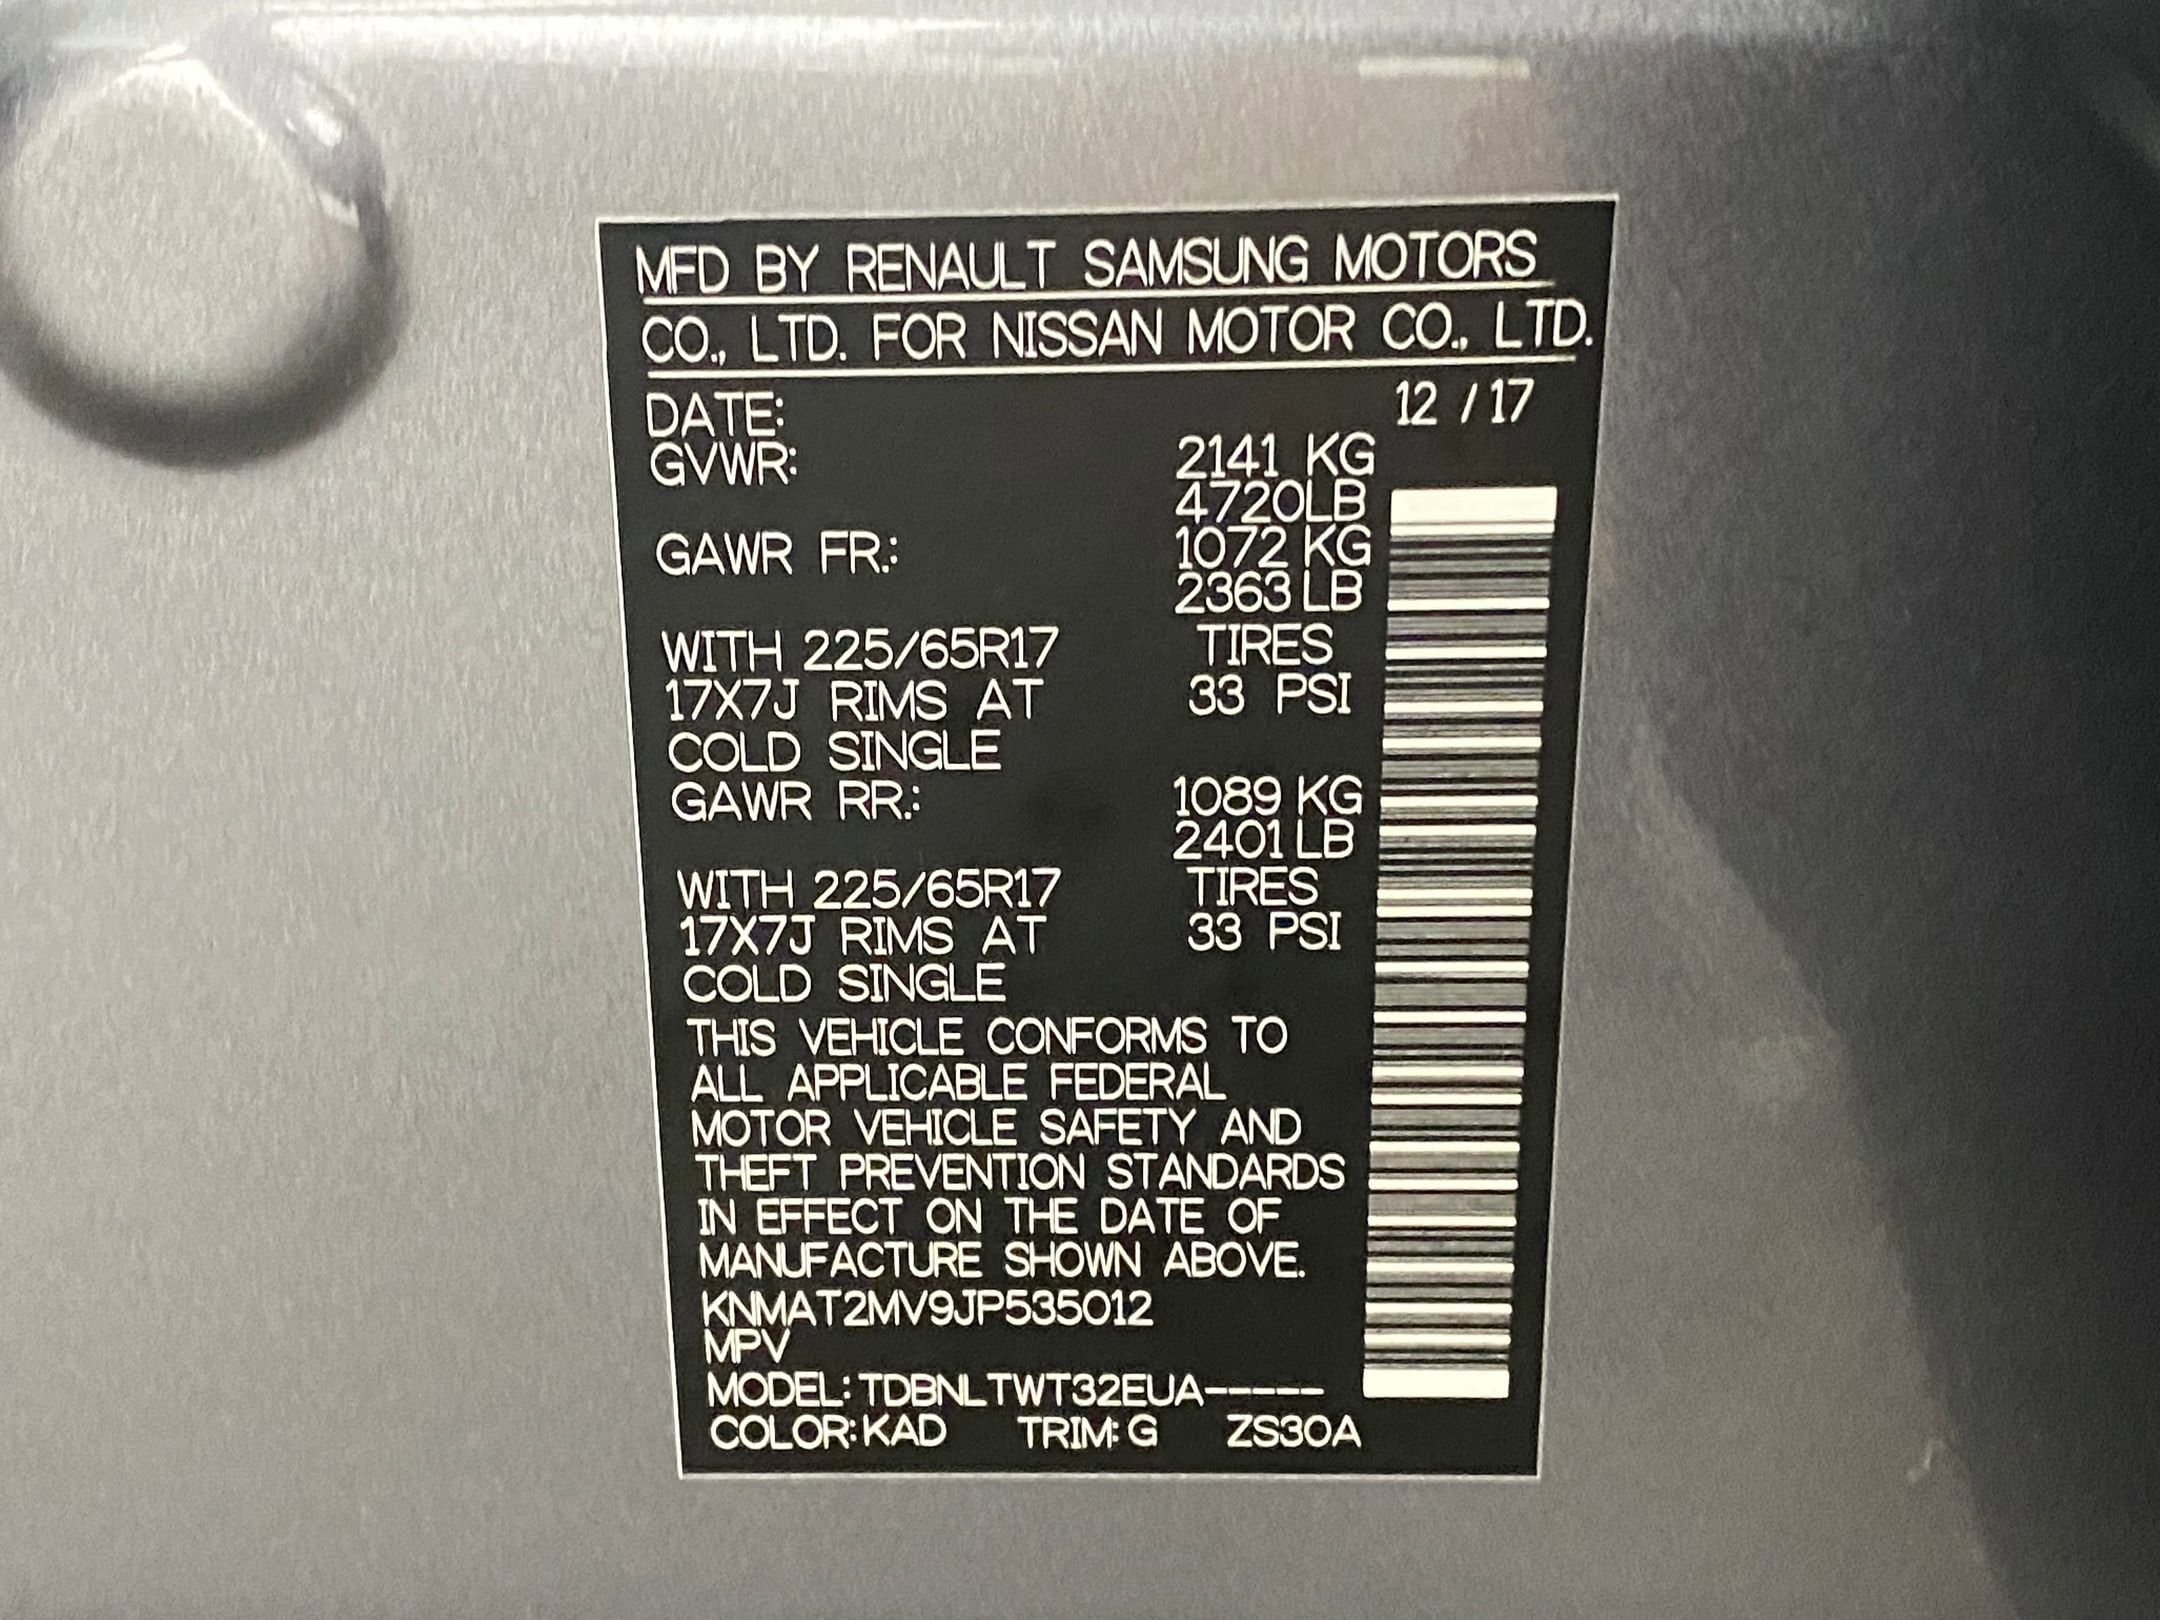 MFD BY RENAULT SAMSUNG MOTORS
CO., LTD. FOR NISSAN MOTOR CO., LTD.
DATE: 12 / 17
GVWR: 2141 KG
4720LB
GAWR FR.: 1072 KG
2363 LB
WITH 225/65R17 TIRES
17X7J RIMS AT 33 PSI
COLD SINGLE
GAWR RR.: 1089 KG
2401 LB
WITH 225/65R17 TIRES
17X7J RIMS AT 33 PSI
COLD SINGLE
THIS VEHICLE CONFORMS TO
ALL APPLICABLE FEDERAL
MOTOR VEHICLE SAFETY AND
THEFT PREVENTION STANDARDS
IN EFFECT ON THE DATE OF
MANUFACTURE SHOWN ABOVE.
KNMAT2MV9JP535012
MPV
MODEL: TDBNLTWT32EUA-----
COLOR: KAD TRIM: G ZS30A